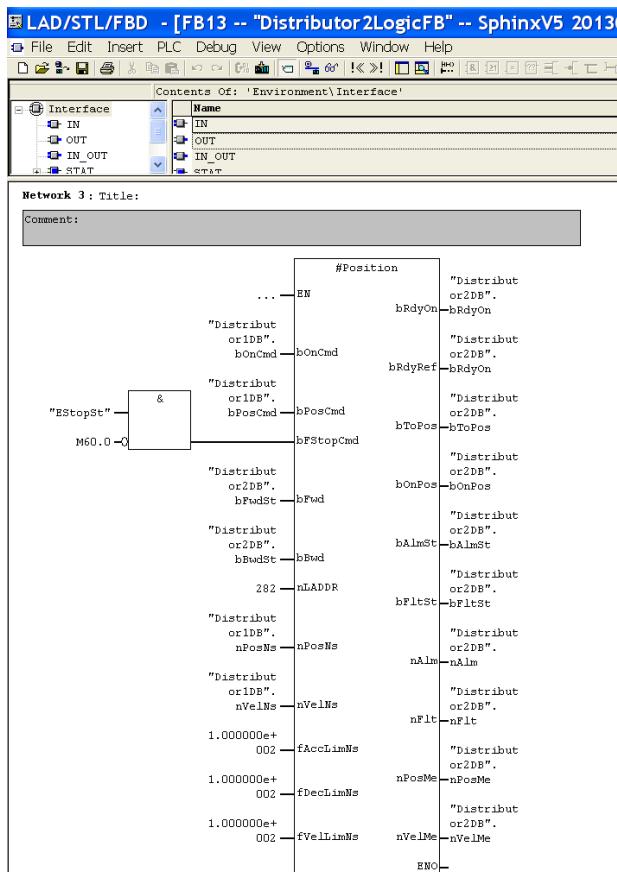 LAD/STL/FBD - [FB13 -- "Distributor2LogicFB" -- SphinxV5 2013
File Edit Insert PLC Debug View Options Window Help
Contents Of: 'Environment\Interface'
Interface
IN
OUT
IN_OUT
STAT
Name
IN
OUT
IN_OUT
STAT
Network 3 : Title:
Comment:
#Position
... EN
"Distribut
or1DB".
bOnCmd bOnCmd
"Distribut
or1DB".
bPosCmd bPosCmd
&
"EStopSt"
M60.0
bFStopCmd
"Distribut
or2DB".
bFwdSt bFwd
"Distribut
or2DB".
bBwdSt bBwd
282 nLADDR
"Distribut
or1DB".
nPosNs nPosNs
"Distribut
or1DB".
nVelNs nVelNs
1.000000e+
002 fAccLimNs
1.000000e+
002 fDecLimNs
1.000000e+
002 fVelLimNs
"Distribut
or2DB".
bRdyOn bRdyOn
"Distribut
or2DB".
bRdyRef bRdyOn
"Distribut
or2DB".
bToPos bToPos
"Distribut
or2DB".
bOnPos bOnPos
"Distribut
or2DB".
bAlmSt bAlmSt
"Distribut
or2DB".
bFltSt bFltSt
"Distribut
or2DB".
nAlm nAlm
"Distribut
or2DB".
nFlt nFlt
"Distribut
or2DB".
nPosMe nPosMe
"Distribut
or2DB".
nVelMe nVelMe
ENO